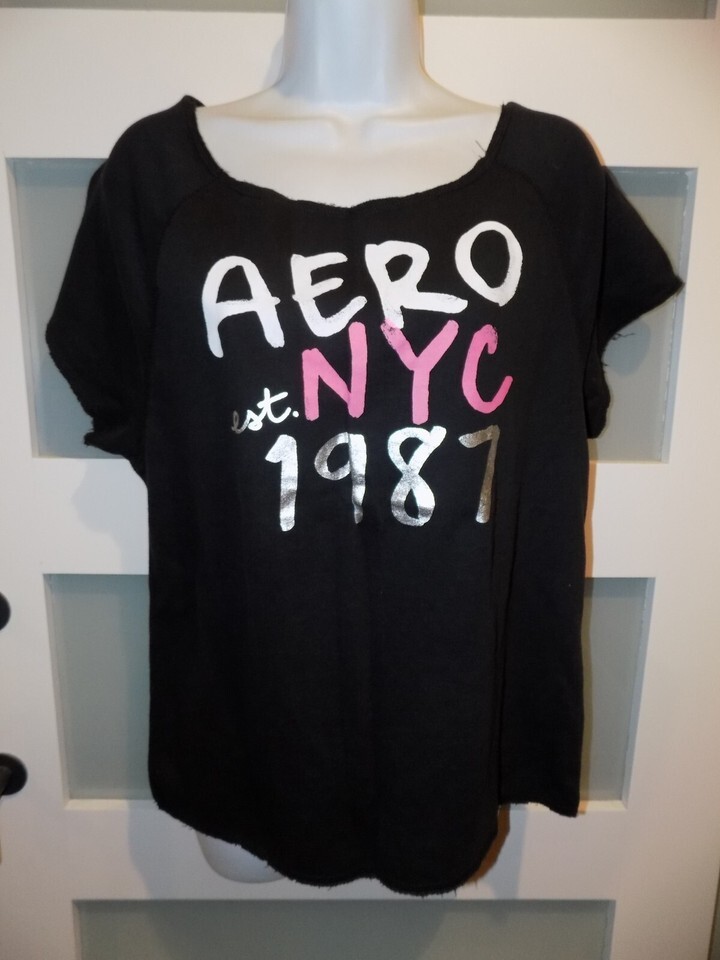 AERO
NYC
est.
1987